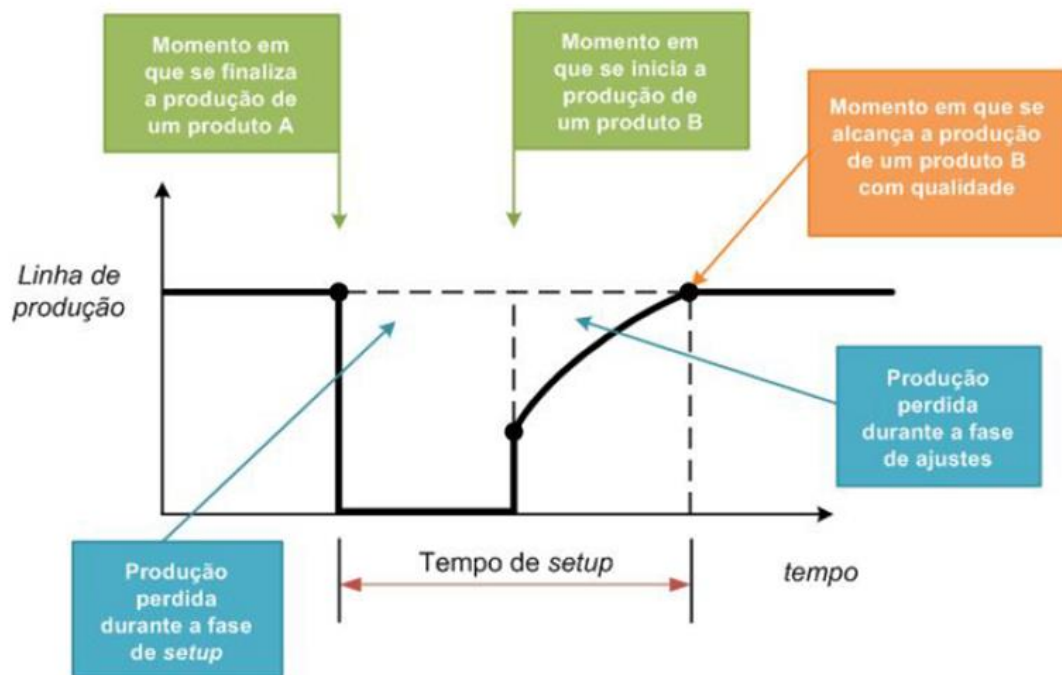 Momento em
que se finaliza
a produção de
um produto A
Momento em
que se inicia a
produção de
um produto B
Momento em que se
alcança a produção
de um produto B
com qualidade
Linha de
produção
Produção
perdida
durante a fase
de ajustes
Tempo de setup
tempo
Produção
perdida
durante a fase
de setup